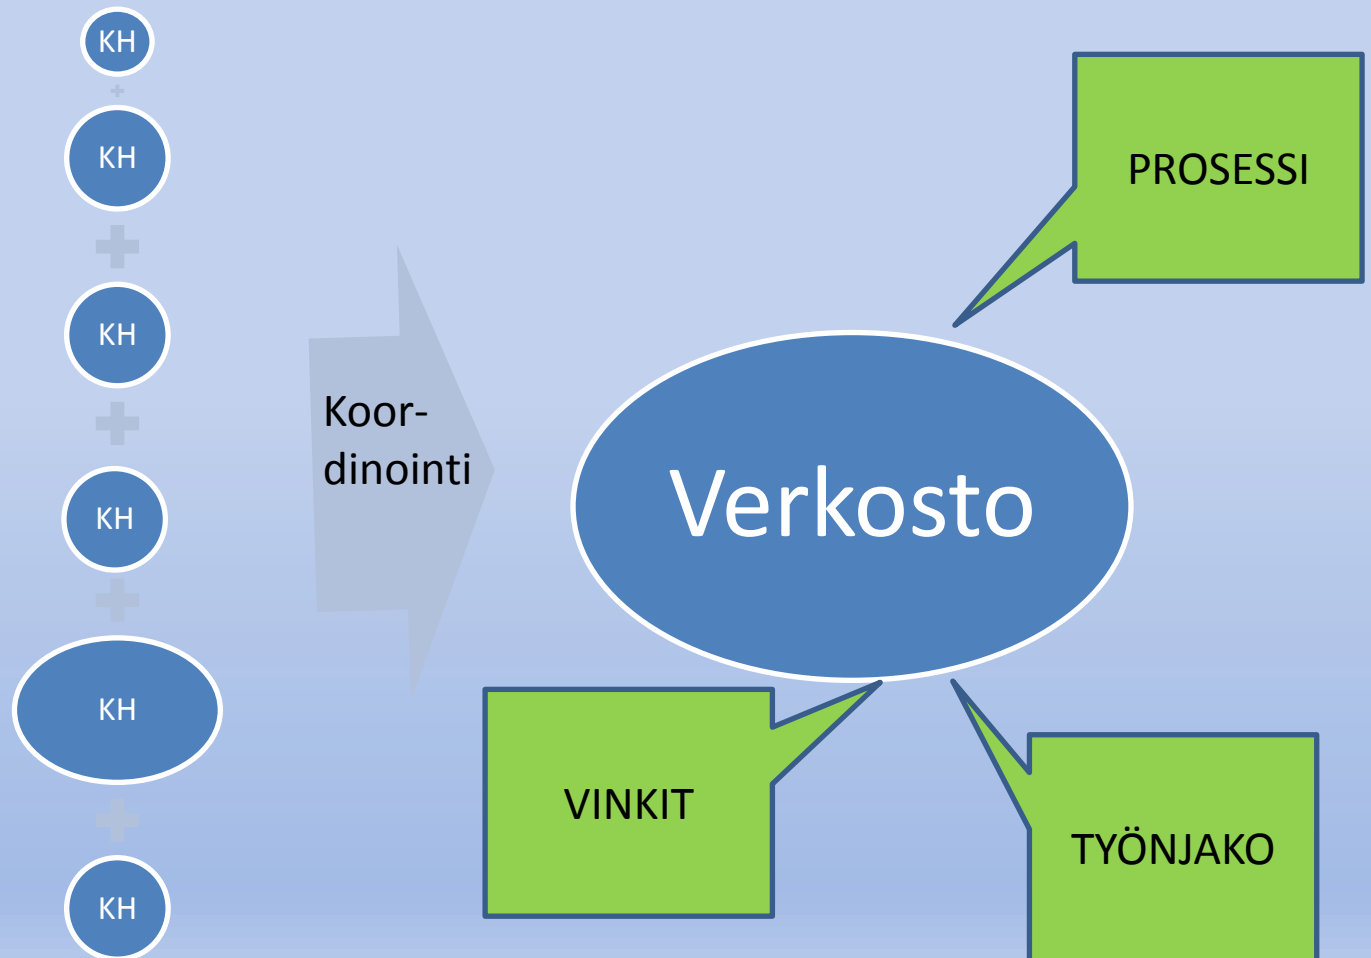 KH
KH
KH
KH
KH
KH
Koor-
dinointi
Verkosto
PROSESSI
VINKIT
TYÖNJAKO